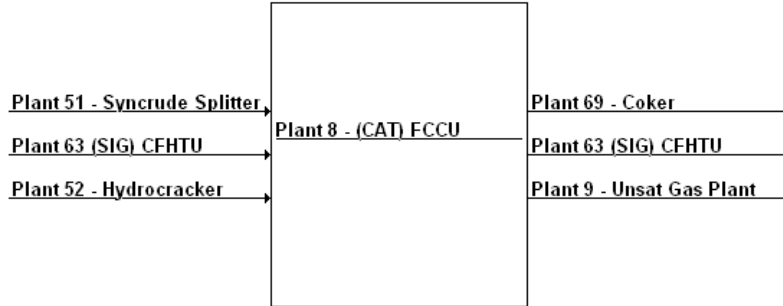 Plant 51 - Syncrude Splitter
Plant 63 (SIG) CFHTU
Plant 52 - Hydrocracker
Plant 8 - (CAT) FCCU
Plant 69 - Coker
Plant 63 (SIG) CFHTU
Plant 9 - Unsat Gas Plant